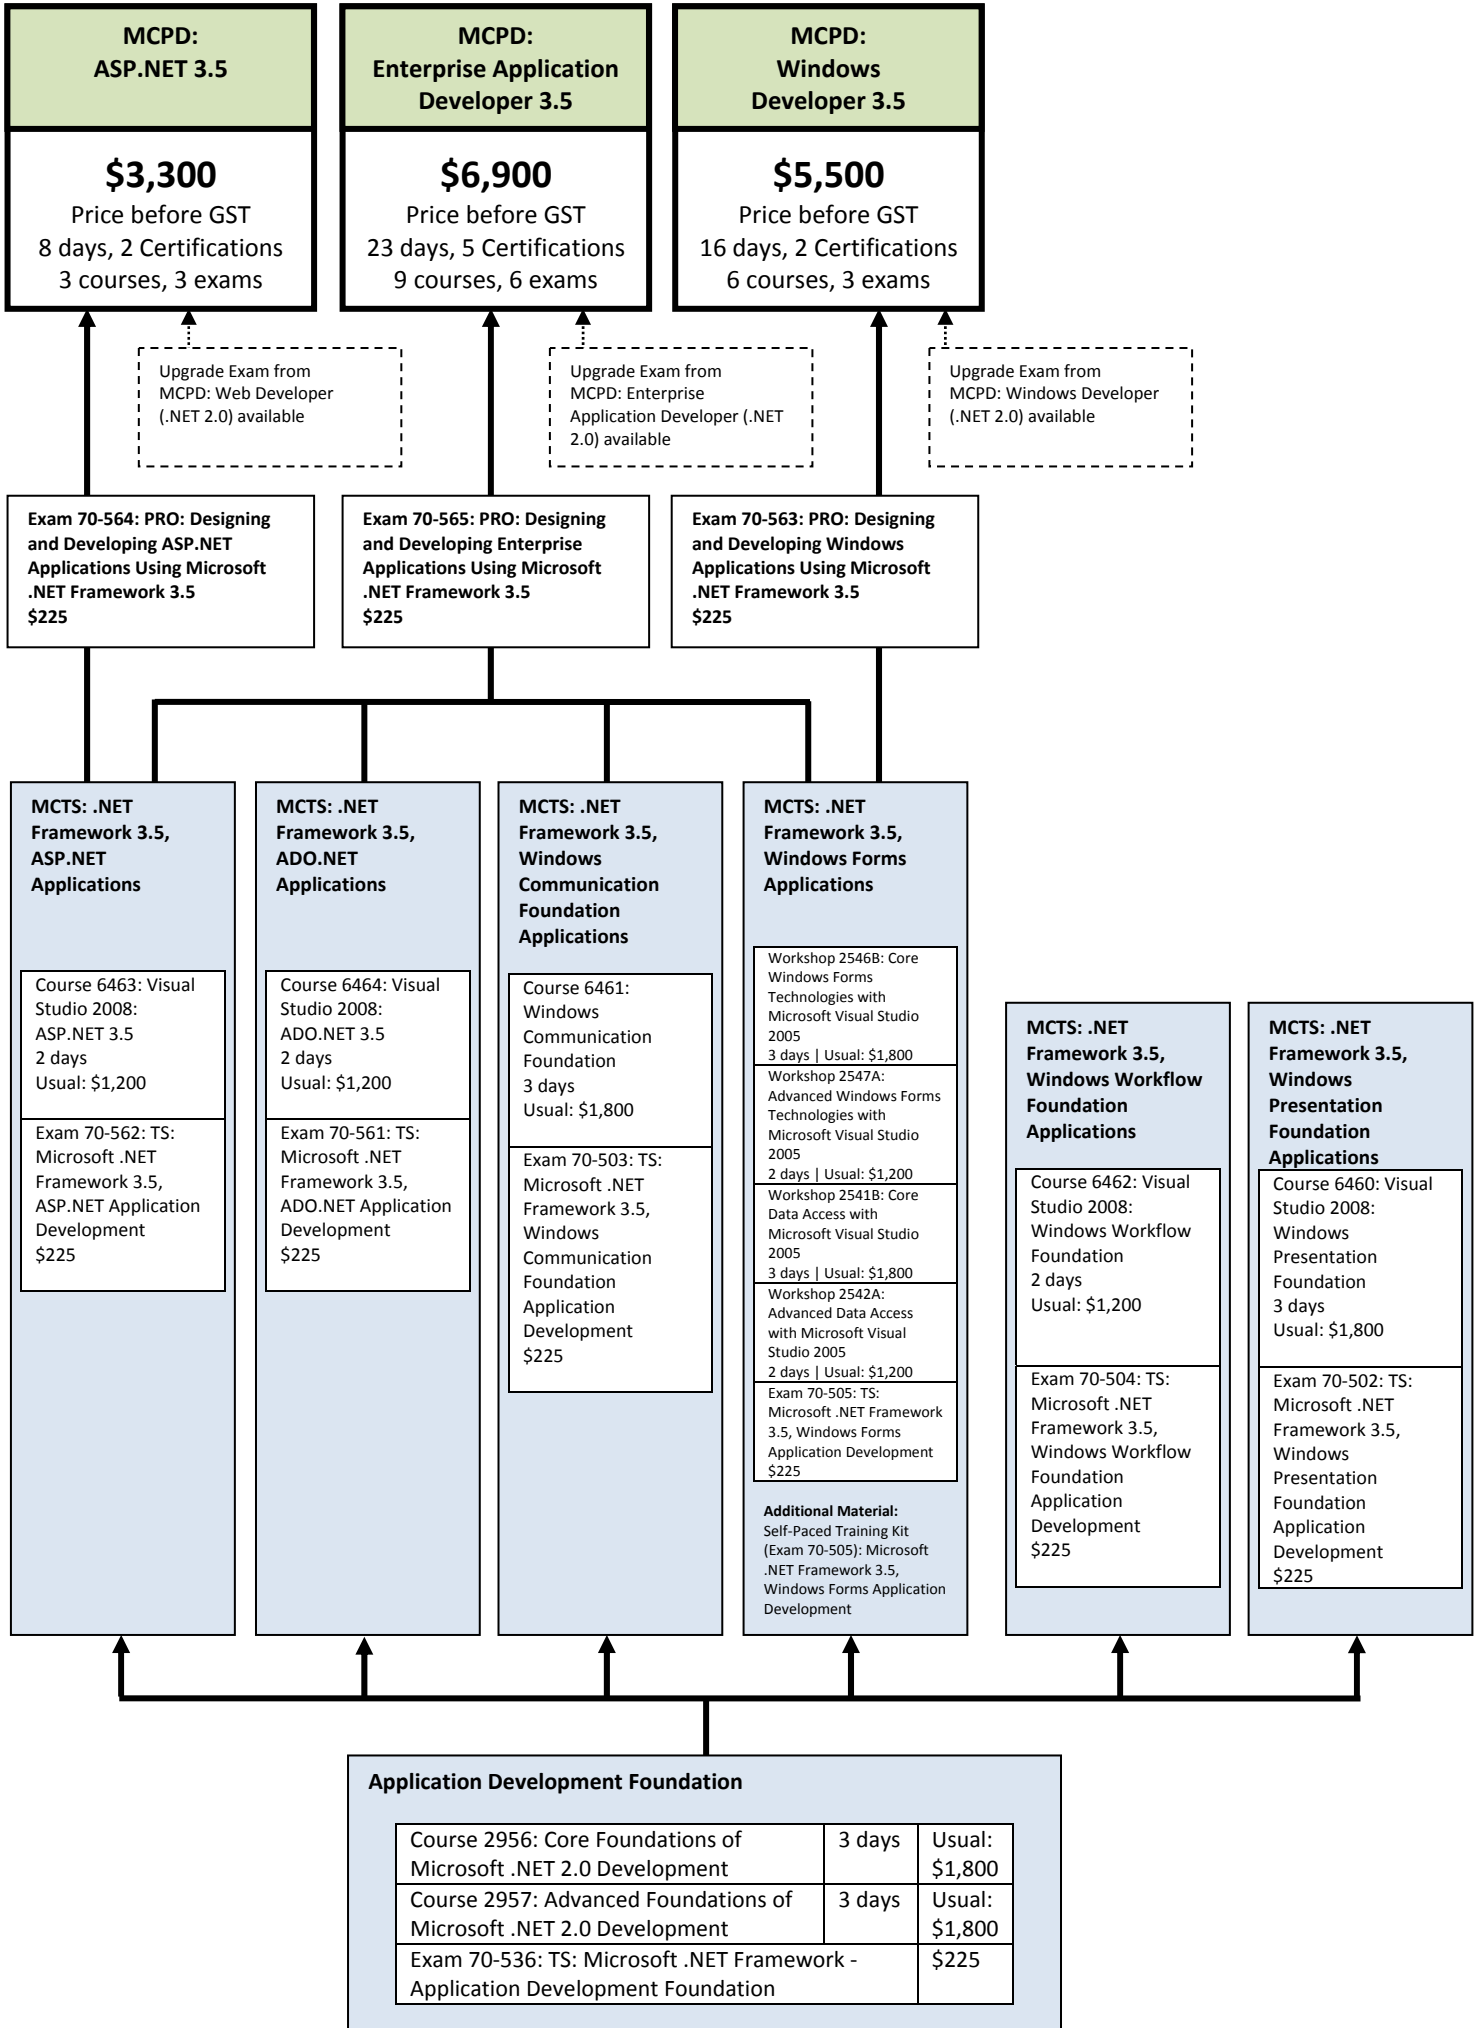 MCPD:
ASP.NET 3.5
$3,300
Price before GST
8 days, 2 Certifications
3 courses, 3 exams
MCPD:
Enterprise Application
Developer 3.5
$6,900
Price before GST
23 days, 5 Certifications
9 courses, 6 exams
MCPD:
Windows
Developer 3.5
$5,500
Price before GST
16 days, 2 Certifications
6 courses, 3 exams
Upgrade Exam from
MCPD: Web Developer
(.NET 2.0) available
Upgrade Exam from
MCPD: Enterprise
Application Developer (.NET
2.0) available
Upgrade Exam from
MCPD: Windows Developer
(.NET 2.0) available
Exam 70-564: PRO: Designing
and Developing ASP.NET
Applications Using Microsoft
.NET Framework 3.5
$225
Exam 70-565: PRO: Designing
and Developing Enterprise
Applications Using Microsoft
.NET Framework 3.5
$225
Exam 70-563: PRO: Designing
and Developing Windows
Applications Using Microsoft
.NET Framework 3.5
$225
MCTS: .NET
Framework 3.5,
ASP.NET
Applications
Course 6463: Visual
Studio 2008:
ASP.NET 3.5
2 days
Usual: $1,200
Exam 70-562: TS:
Microsoft .NET
Framework 3.5,
ASP.NET Application
Development
$225
MCTS: .NET
Framework 3.5,
ADO.NET
Applications
Course 6464: Visual
Studio 2008:
ADO.NET 3.5
2 days
Usual: $1,200
Exam 70-561: TS:
Microsoft .NET
Framework 3.5,
ADO.NET Application
Development
$225
MCTS: .NET
Framework 3.5,
Windows
Communication
Foundation
Applications
Course 6461:
Windows
Communication
Foundation
3 days
Usual: $1,800
Exam 70-503: TS:
Microsoft .NET
Framework 3.5,
Windows
Communication
Foundation
Application
Development
$225
MCTS: .NET
Framework 3.5,
Windows Forms
Applications
Workshop 2546B: Core
Windows Forms
Technologies with
Microsoft Visual Studio
2005
3 days | Usual: $1,800
Workshop 2547A:
Advanced Windows Forms
Technologies with
Microsoft Visual Studio
2005
2 days | Usual: $1,200
Workshop 2541B: Core
Data Access with
Microsoft Visual Studio
2005
3 days | Usual: $1,800
Workshop 2542A:
Advanced Data Access
with Microsoft Visual
Studio 2005
2 days | Usual: $1,200
Exam 70-505: TS:
Microsoft .NET Framework
3.5, Windows Forms
Application Development
$225
Additional Material:
Self-Paced Training Kit
(Exam 70-505): Microsoft
.NET Framework 3.5,
Windows Forms Application
Development
MCTS: .NET
Framework 3.5,
Windows Workflow
Foundation
Applications
Course 6462: Visual
Studio 2008:
Windows Workflow
Foundation
2 days
Usual: $1,200
Exam 70-504: TS:
Microsoft .NET
Framework 3.5,
Windows Workflow
Foundation
Application
Development
$225
MCTS: .NET
Framework 3.5,
Windows
Presentation
Foundation
Applications
Course 6460: Visual
Studio 2008:
Windows
Presentation
Foundation
3 days
Usual: $1,800
Exam 70-502: TS:
Microsoft .NET
Framework 3.5,
Windows
Presentation
Foundation
Application
Development
$225
Application Development Foundation
Course 2956: Core Foundations of 3 days Usual:
Microsoft .NET 2.0 Development $1,800
Course 2957: Advanced Foundations of 3 days Usual:
Microsoft .NET 2.0 Development $1,800
Exam 70-536: TS: Microsoft .NET Framework - $225
Application Development Foundation